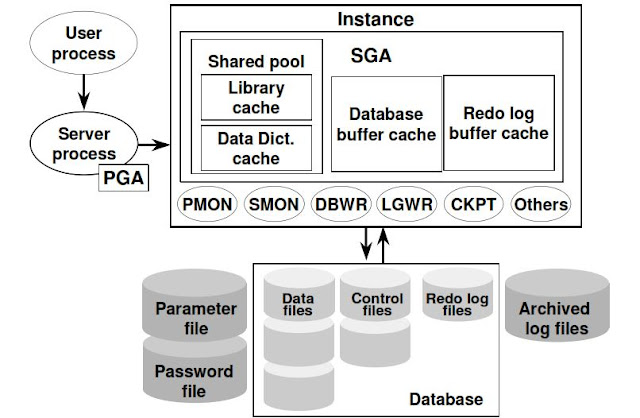 Instance
User
process
Shared pool
SGA
Library
cache
Database
buffer cache
Redo log
buffer cache
Server
process
Data Dict.
cache
PGA
PMON
SMON
DBWR
LGWR
CKPT
Others
Data
files
Control
files
Redo log
files
Parameter
file
Archived
log files
Password
file
Database